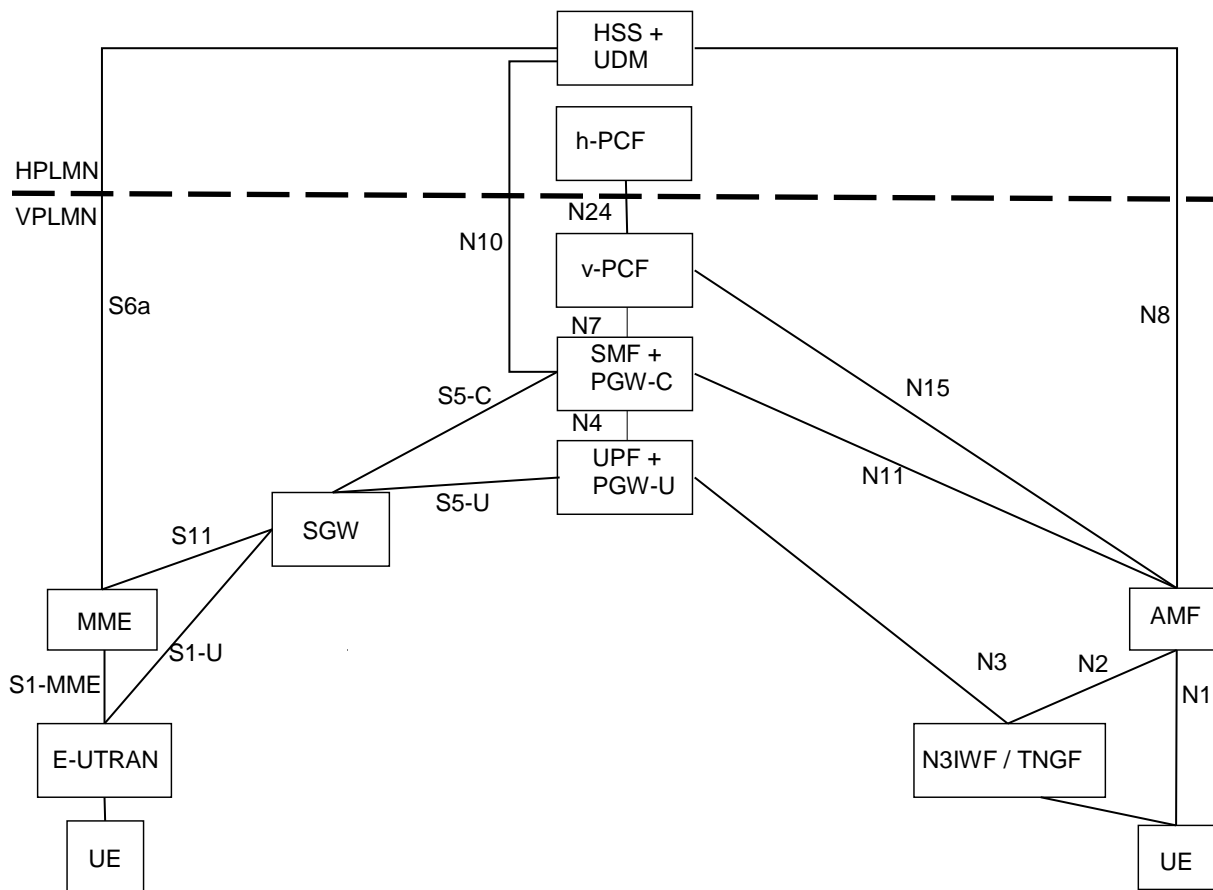 HSS +
UDM
h-PCF
HPLMN
VPLMN
N24
N10
v-PCF
S6a
N8
N7
SMF +
PGW-C
S5-C
N15
N4
UPF +
PGW-U
N11
S5-U
SGW
S11
MME
AMF
S1-U
N3
N2
S1-MME
N1
E-UTRAN
N3IWF / TNGF
UE
UE